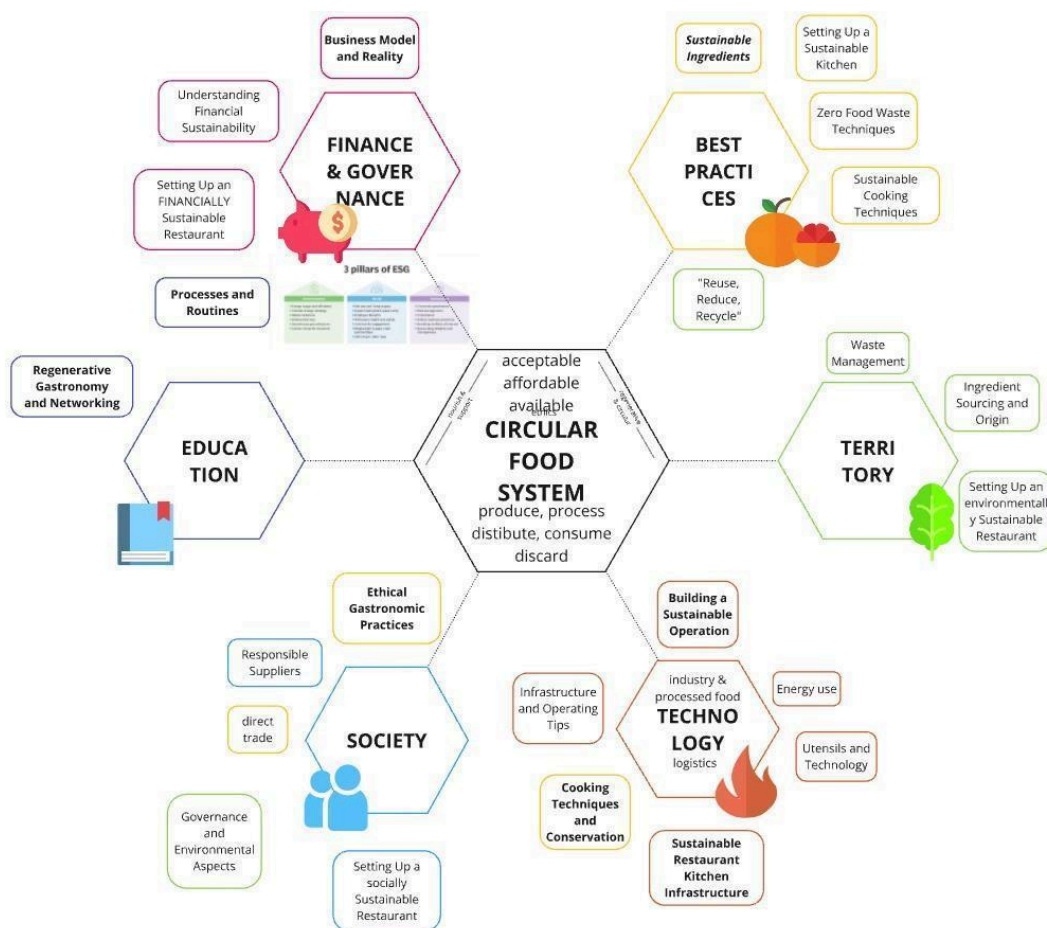 Business Model
and Reality
Understanding
Financial
Sustainability
Setting Up an
FINANCIALLY
Sustainable
Restaurant
FINANCE
& GOVER
NANCE
$
Processes and
Routines
3 pillars of ESG
Sustainable
Ingredients
Setting Up a
Sustainable
Kitchen
Zero Food Waste
Techniques
Sustainable
Cooking
Techniques
BEST
PRACTI
CES
"Reuse,
Reduce,
Recycle"
Regenerative
Gastronomy
and Networking
EDUCA
TION
acceptable
affordable
available
ethics
nourish &
support
regenerative
& circular
CIRCULAR
FOOD
SYSTEM
produce, process
distibute, consume
discard
Waste
Management
Ingredient
Sourcing and
Origin
Setting Up an
environmentall
y Sustainable
Restaurant
TERRI
TORY
Ethical
Gastronomic
Practices
Responsible
Suppliers
direct
trade
SOCIETY
Governance
and
Environmental
Aspects
Setting Up a
socially
Sustainable
Restaurant
Building a
Sustainable
Operation
Infrastructure
and Operating
Tips
industry &
processed food
TECHNO
LOGY
logistics
Energy use
Utensils and
Technology
Cooking
Techniques
and
Conservation
Sustainable
Restaurant
Kitchen
Infrastructure